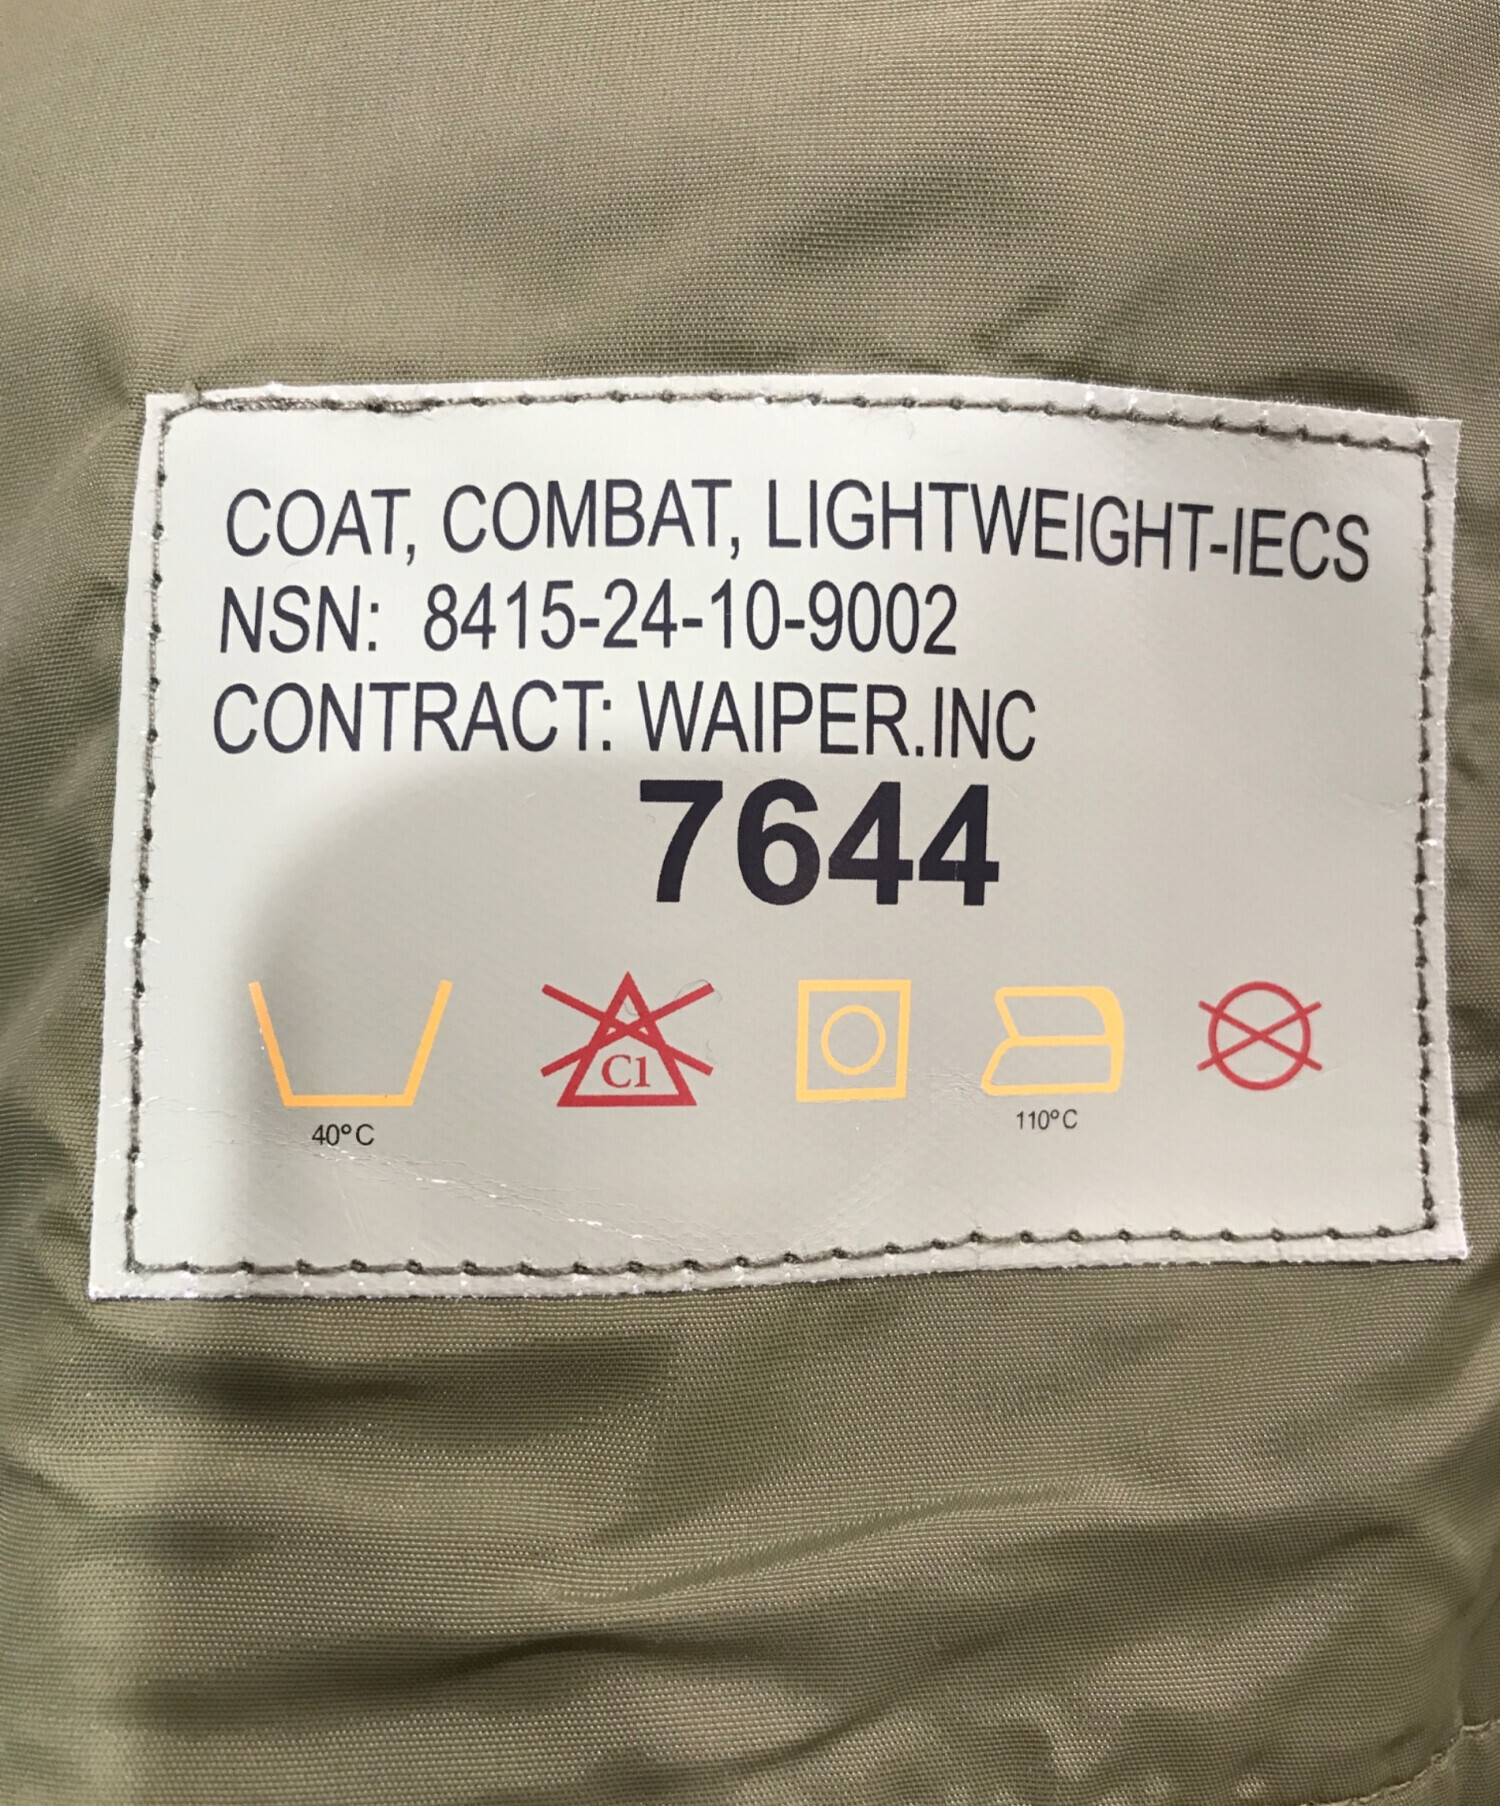 COAT, COMBAT, LIGHTWEIGHT-IECS
NSN: 8415-24-10-9002
CONTRACT: WAIPER.INC
7644
C1
40°C
110°C